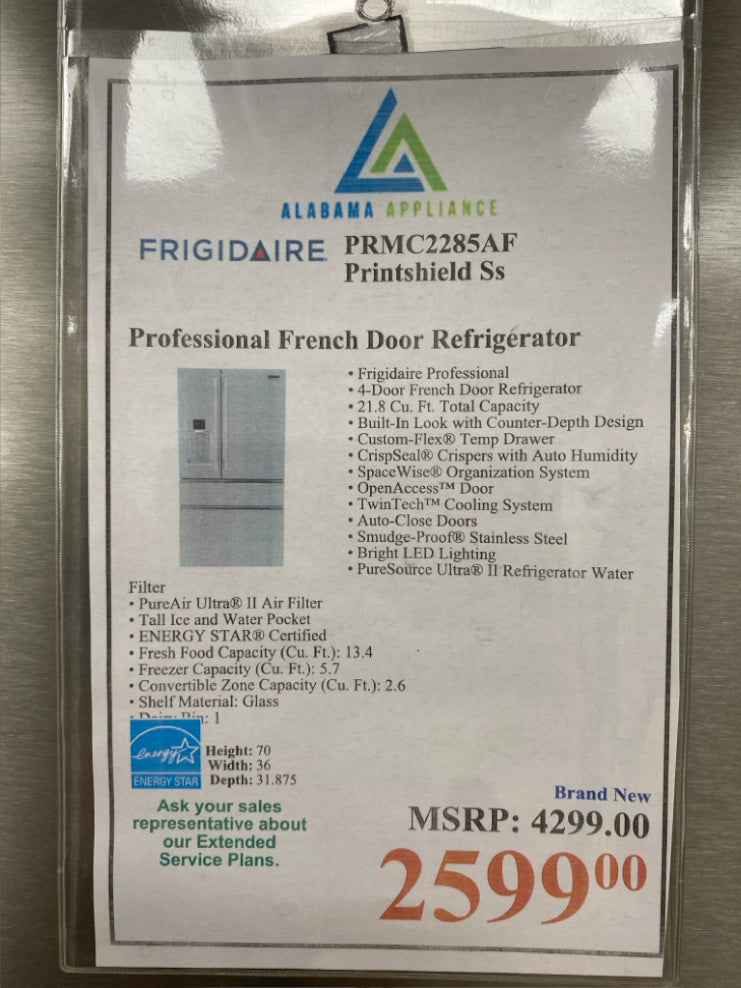 ALABAMA APPLIANCE
FRIGIDAIRE
PRMC2285AF
Printshield Ss
Professional French Door Refrigerator
• Frigidaire Professional
• 4-Door French Door Refrigerator
• 21.8 Cu. Ft. Total Capacity
• Built-In Look with Counter-Depth Design
• Custom-Flex® Temp Drawer
• CrispSeal® Crispers with Auto Humidity
• SpaceWise® Organization System
• OpenAccess™ Door
• TwinTech™ Cooling System
• Auto-Close Doors
• Smudge-Proof® Stainless Steel
• Bright LED Lighting
• PureSource Ultra® II Refrigerator Water
Filter
• PureAir Ultra® II Air Filter
• Tall Ice and Water Pocket
• ENERGY STAR® Certified
• Fresh Food Capacity (Cu. Ft.): 13.4
• Freezer Capacity (Cu. Ft.): 5.7
• Convertible Zone Capacity (Cu. Ft.): 2.6
• Shelf Material: Glass
• Dairy Bin: 1
energy
ENERGY STAR
Height: 70
Width: 36
Depth: 31.875
Ask your sales
representative about
our Extended
Service Plans.
Brand New
MSRP: 4299.00
259900